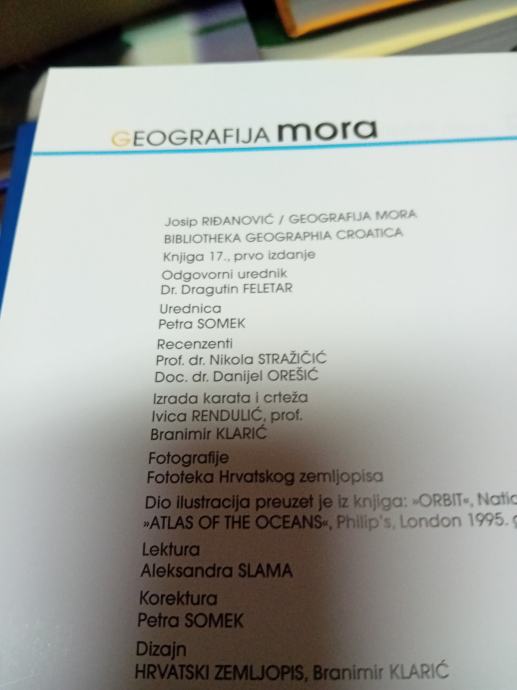 GEOGRAFIJA mora
Josip RIĐANOVIĆ / GEOGRAFIJA MORA
BIBLIOTHEKA GEOGRAPHIA CROATICA
Knjiga 17., prvo izdanje
Odgovorni urednik
Dr. Dragutin FELETAR
Urednica
Petra SOMEK
Recenzenti
Prof. dr. Nikola STRAŽIČIĆ
Doc. dr. Danijel OREŠIĆ
Izrada karata i crteža
Ivica RENDULIĆ, prof.
Branimir KLARIĆ
Fotografije
Fototeka Hrvatskog zemljopisa
Dio ilustracija preuzet je iz knjiga: »ORBIT«, Natio
»ATLAS OF THE OCEANS«, Philip's, London 1995. g
Lektura
Aleksandra SLAMA
Korektura
Petra SOMEK
Dizajn
HRVATSKI ZEMLJOPIS, Branimir KLARIĆ